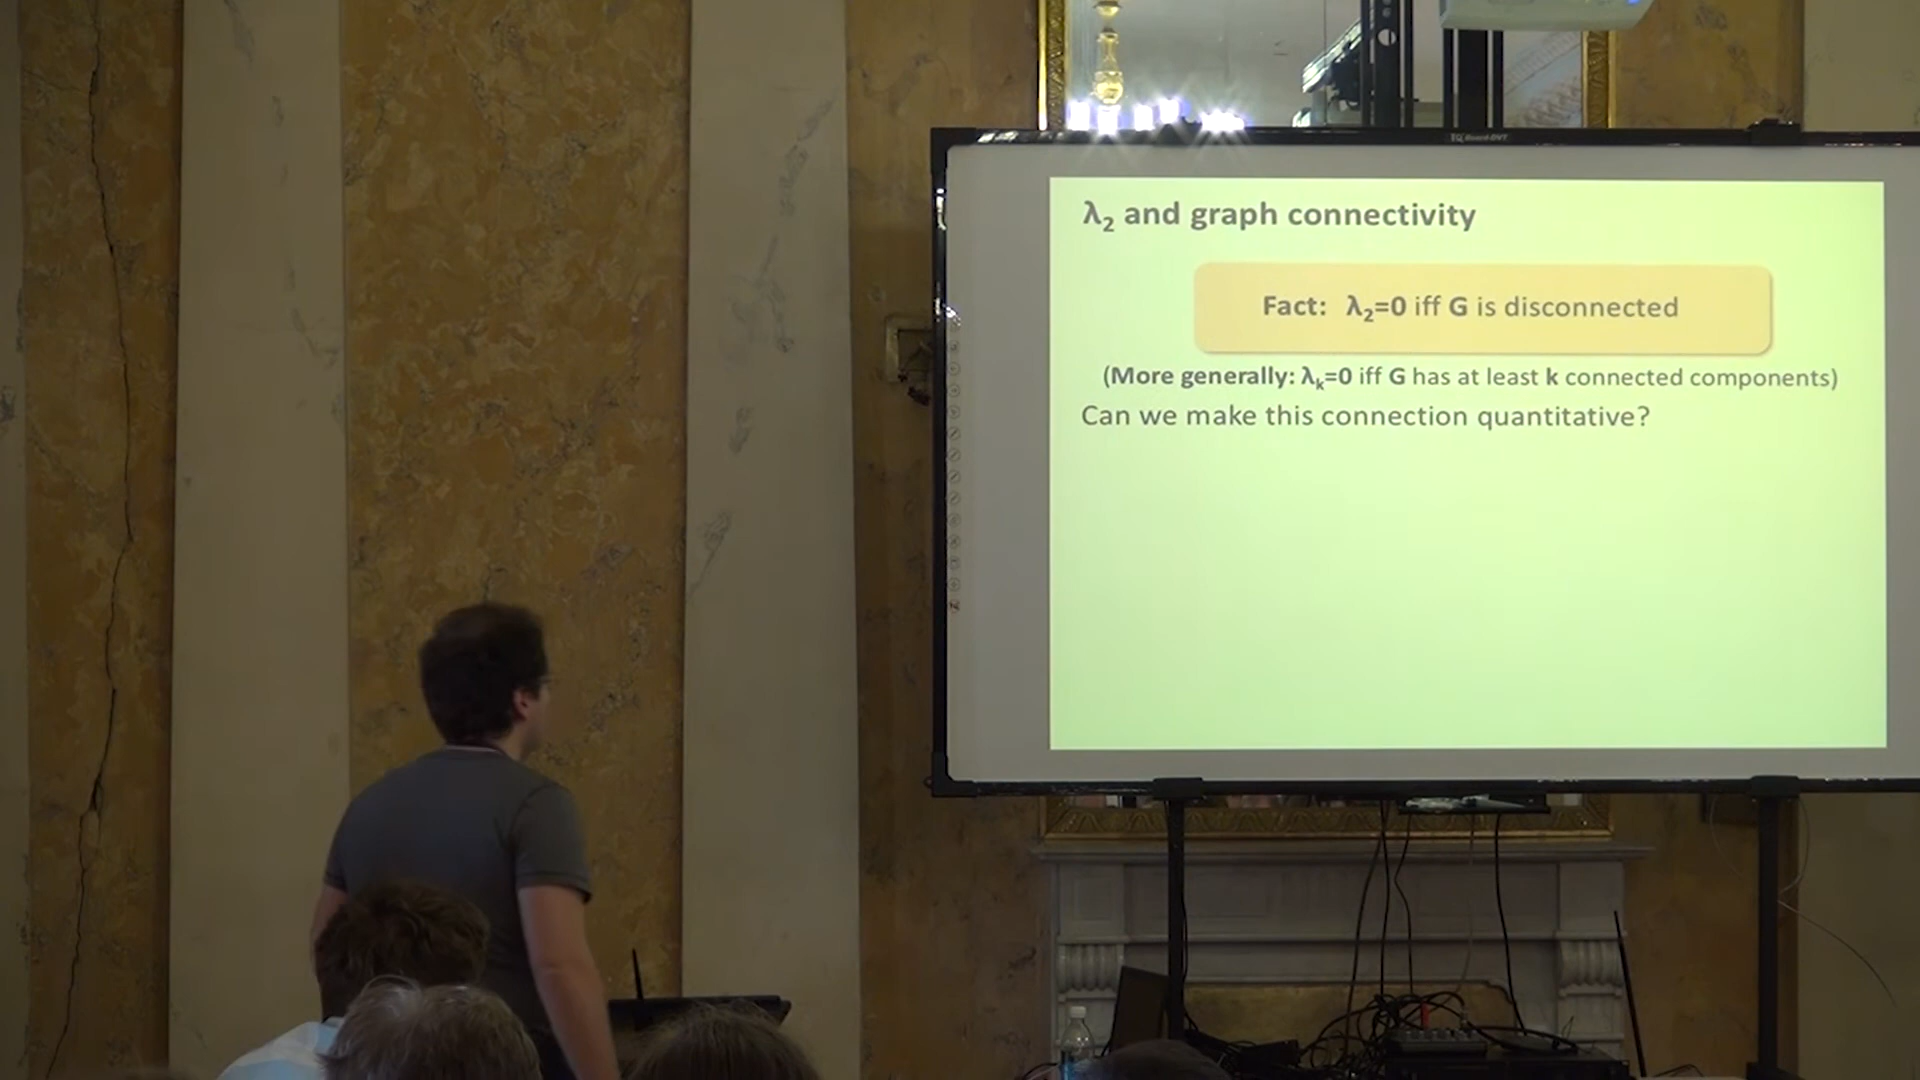 λ₂ and graph connectivity
Fact: λ₂=0 iff G is disconnected
(More generally: λₖ=0 iff G has at least k connected components)
Can we make this connection quantitative?